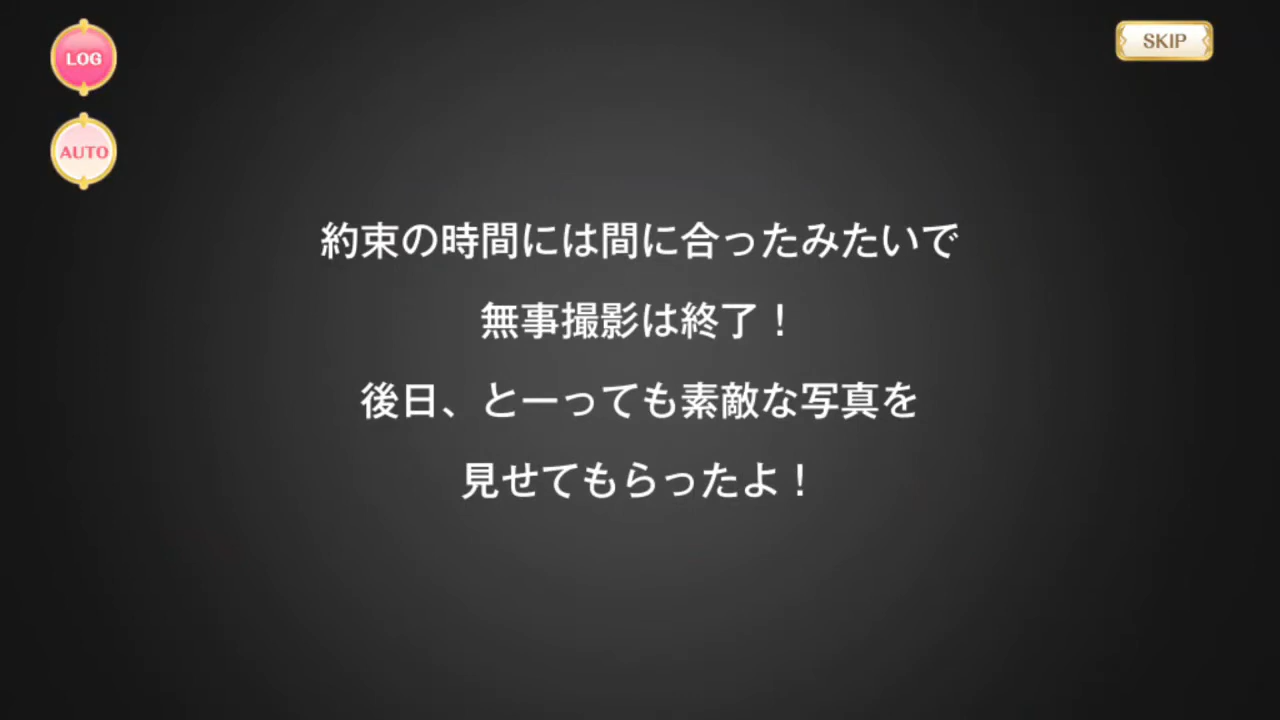 LOG
SKIP
AUTO
約束の時間には間に合ったみたいで
無事撮影は終了！
後日、とーっても素敵な写真を
見せてもらったよ！